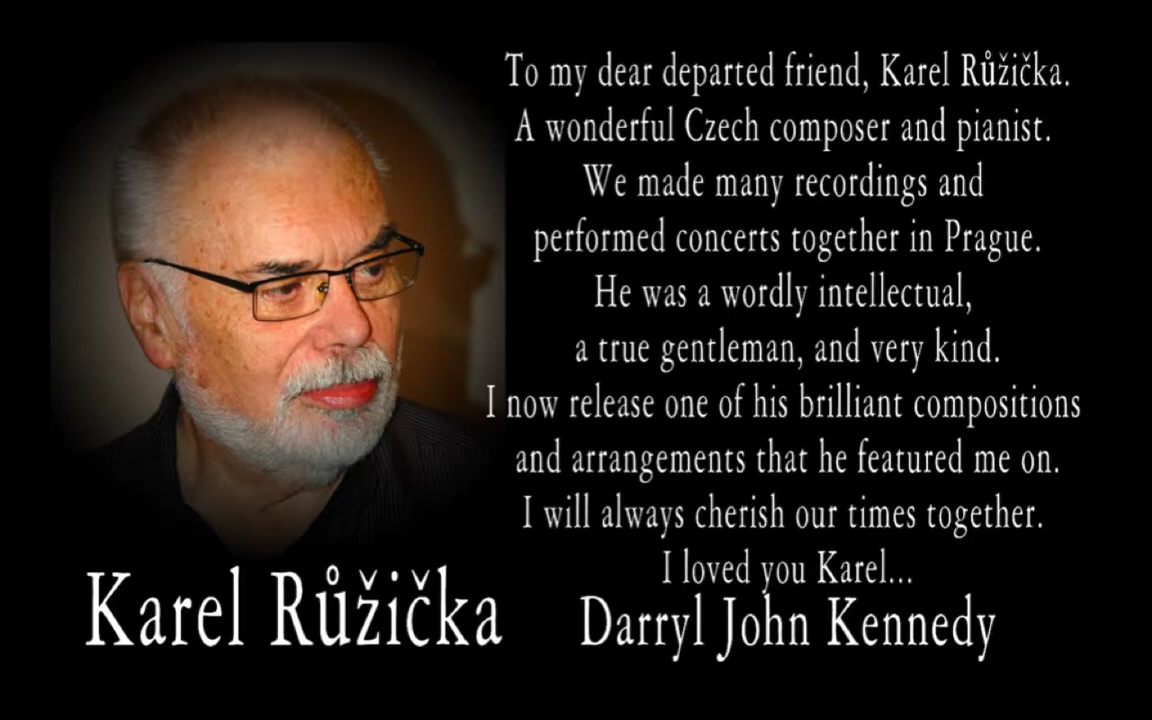 To my dear departed friend, Karel Růžička.
A wonderful Czech composer and pianist.
We made many recordings and
performed concerts together in Prague.
He was a wordly intellectual,
a true gentleman, and very kind.
I now release one of his brilliant compositions
and arrangements that he featured me on.
I will always cherish our times together.
I loved you Karel...
Karel Růžička
Darryl John Kennedy